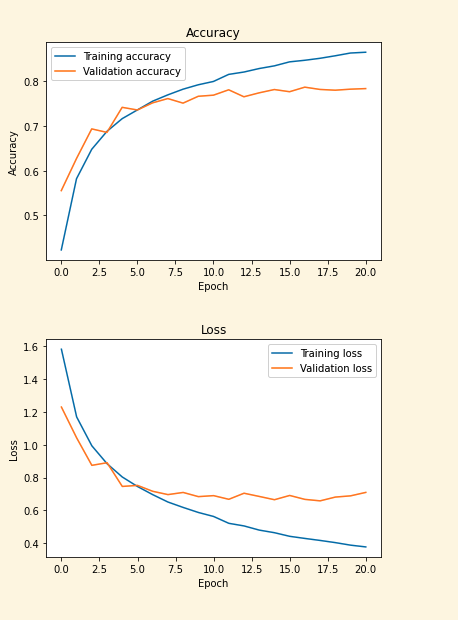 Accuracy
Training accuracy
Validation accuracy
Accuracy
0.8
0.7
0.6
0.5
0.0 2.5 5.0 7.5 10.0 12.5 15.0 17.5 20.0
Epoch
Loss
Training loss
Validation loss
Loss
1.6
1.4
1.2
1.0
0.8
0.6
0.4
0.0 2.5 5.0 7.5 10.0 12.5 15.0 17.5 20.0
Epoch